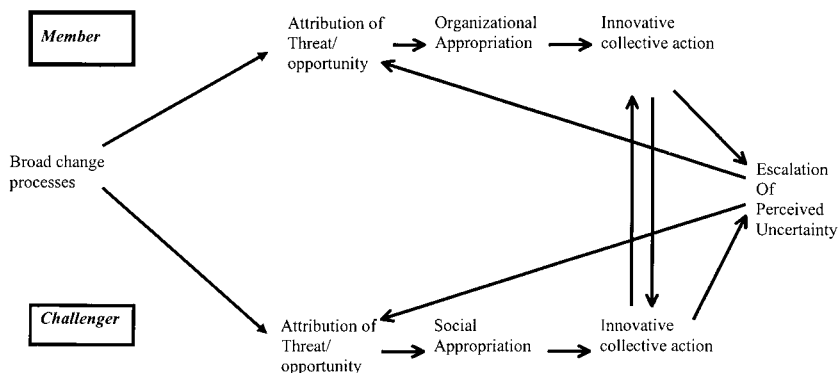 Member
Attribution of
Threat/
opportunity
Organizational
Appropriation
Innovative
collective action
Broad change
processes
Escalation
Of
Perceived
Uncertainty
Challenger
Attribution of
Threat/
opportunity
Social
Appropriation
Innovative
collective action